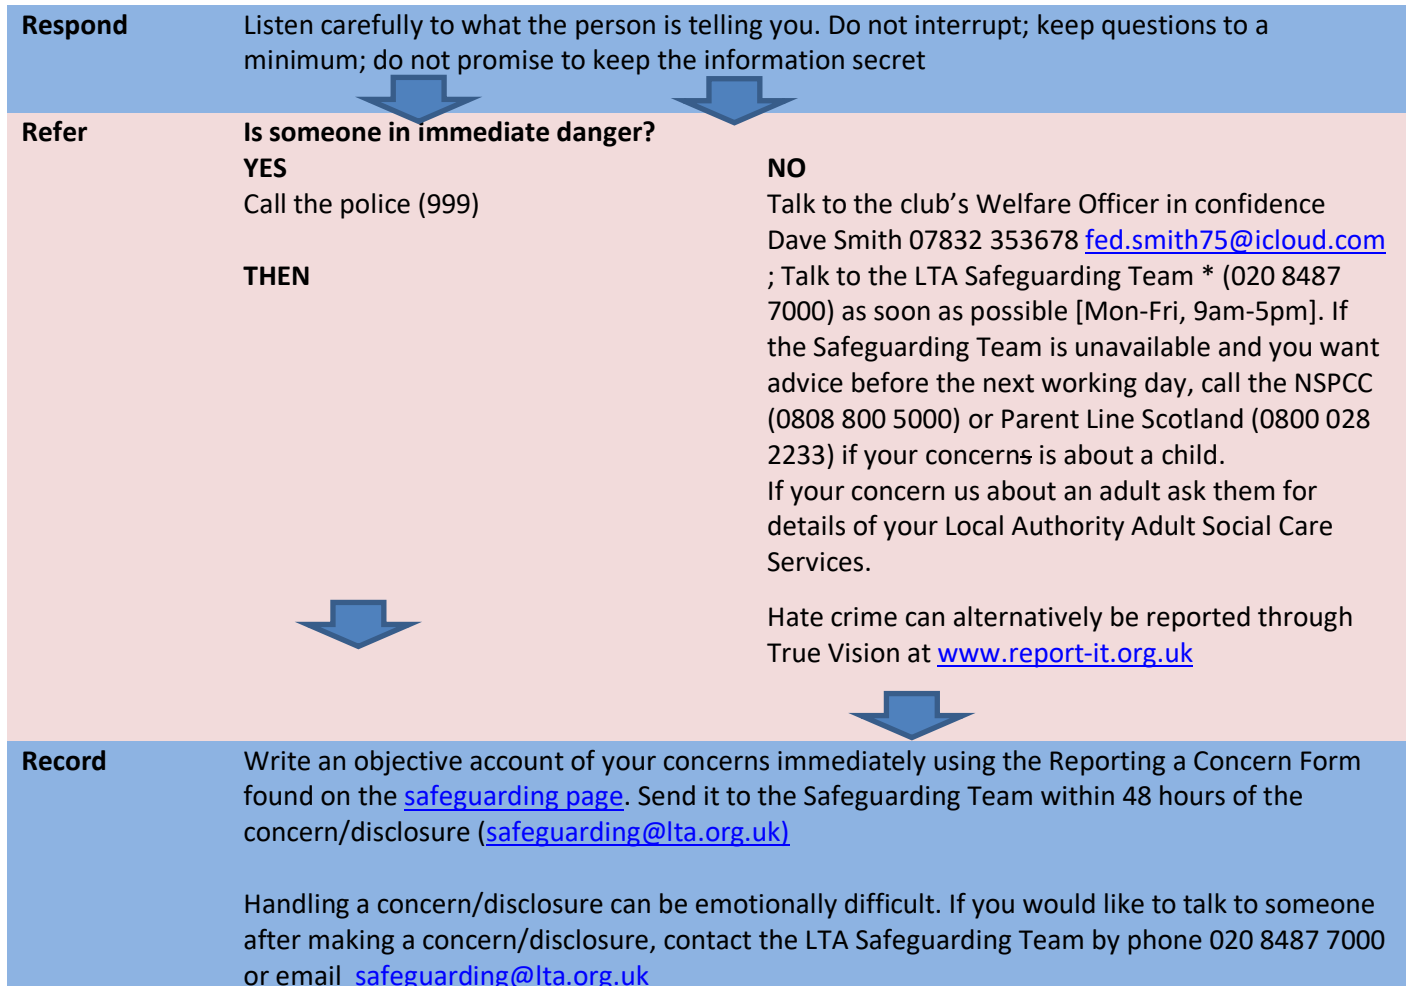 Respond
Listen carefully to what the person is telling you. Do not interrupt; keep questions to a
minimum; do not promise to keep the information secret
Refer
Is someone in immediate danger?
YES
Call the police (999)
THEN
NO
Talk to the club’s Welfare Officer in confidence
Dave Smith 07832 353678 fed.smith75@icloud.com
; Talk to the LTA Safeguarding Team * (020 8487
7000) as soon as possible [Mon-Fri, 9am-5pm]. If
the Safeguarding Team is unavailable and you want
advice before the next working day, call the NSPCC
(0808 800 5000) or Parent Line Scotland (0800 028
2233) if your concerns is about a child.
If your concern us about an adult ask them for
details of your Local Authority Adult Social Care
Services.
Hate crime can alternatively be reported through
True Vision at www.report-it.org.uk
Record
Write an objective account of your concerns immediately using the Reporting a Concern Form
found on the safeguarding page. Send it to the Safeguarding Team within 48 hours of the
concern/disclosure (safeguarding@lta.org.uk)
Handling a concern/disclosure can be emotionally difficult. If you would like to talk to someone
after making a concern/disclosure, contact the LTA Safeguarding Team by phone 020 8487 7000
or email safeguarding@lta.org.uk